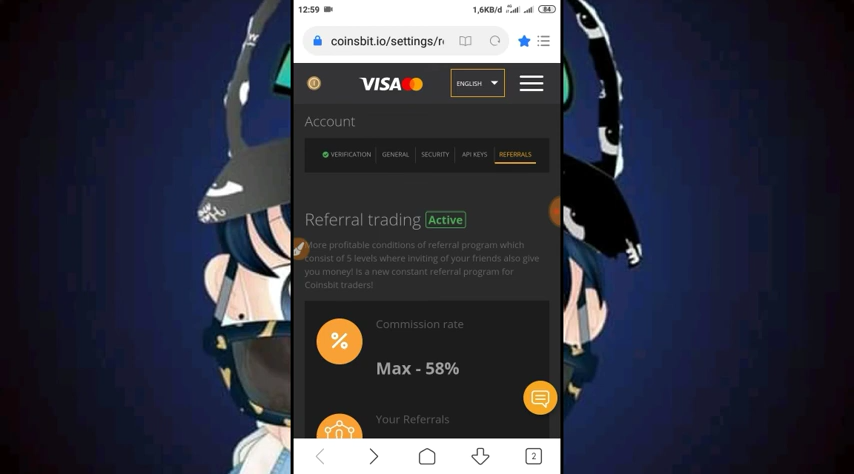 12:59 1,6KB/d 4G 84
coinsbit.io/settings/r
VISA ENGLISH
Account
VERIFICATION GENERAL SECURITY API KEYS REFERRALS
Referral trading Active
More profitable conditions of referral program which
consist of 5 levels where inviting of your friends also give
you money! Is a new constant referral program for
Coinsbit traders!
Commission rate
%
Max - 58%
Your Referrals
2